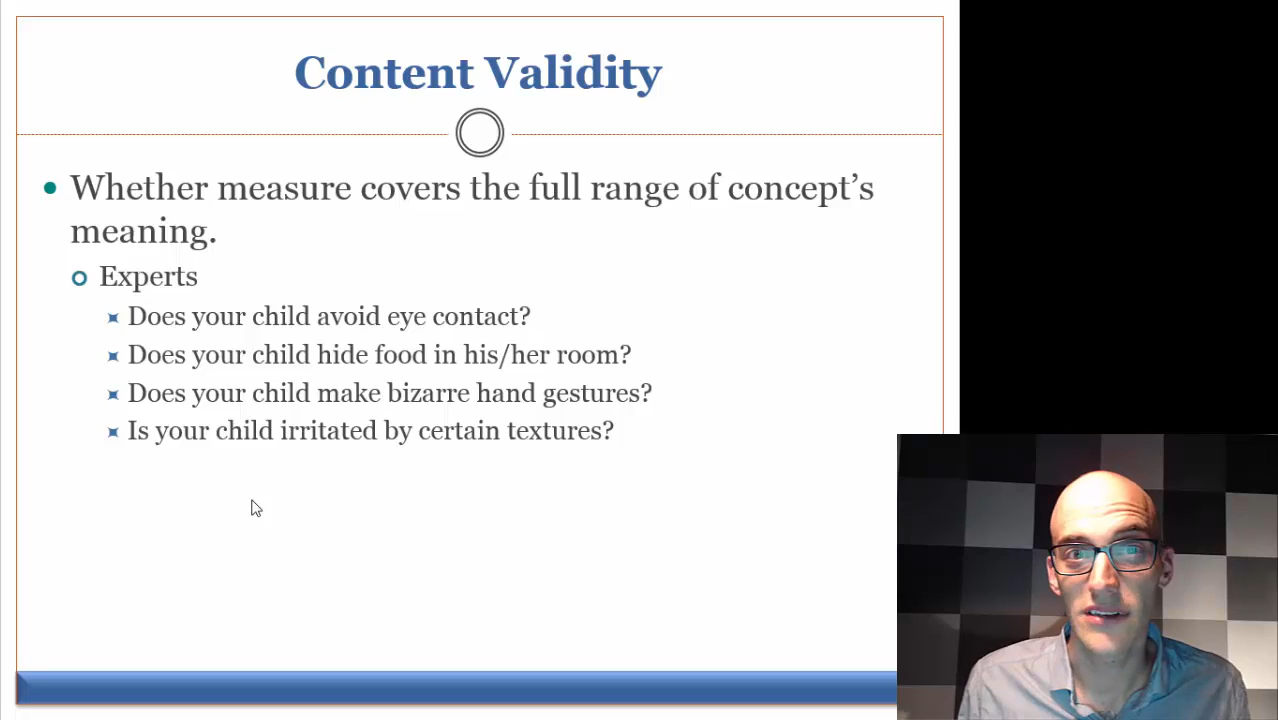 Content Validity
Whether measure covers the full range of concept's
meaning.
Experts
Does your child avoid eye contact?
Does your child hide food in his/her room?
Does your child make bizarre hand gestures?
Is your child irritated by certain textures?